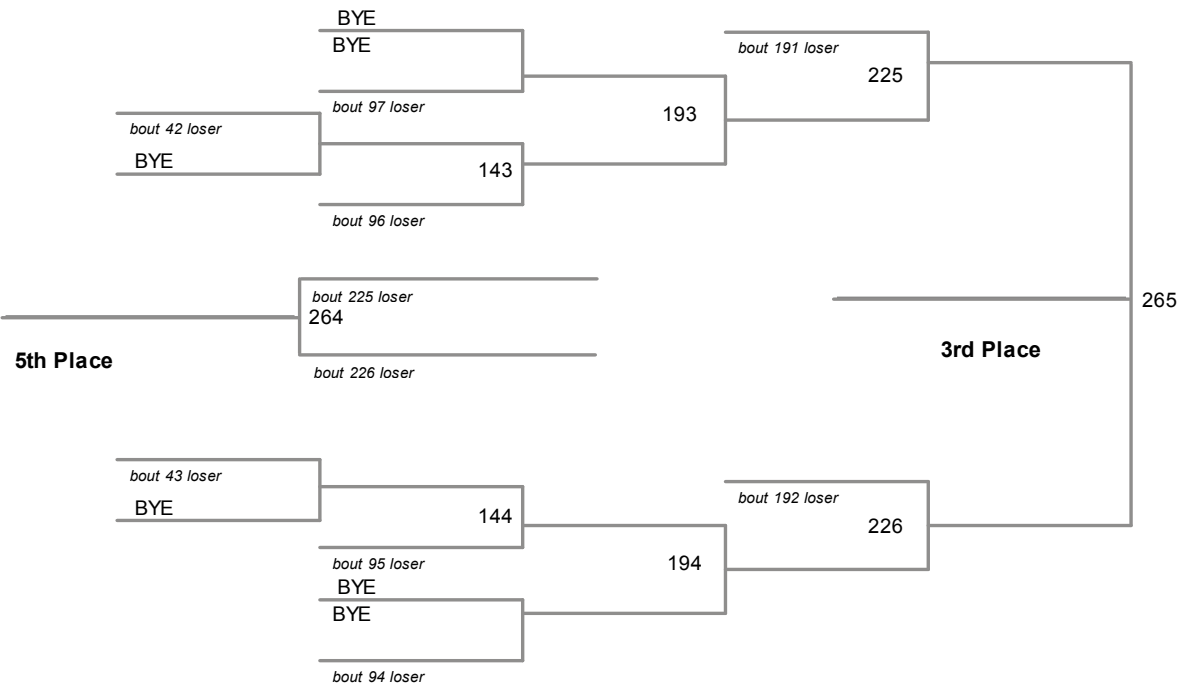 BYE
BYE
bout 191 loser
225
bout 97 loser
193
bout 42 loser
BYE
143
bout 96 loser
bout 225 loser
264
265
5th Place
3rd Place
bout 226 loser
bout 43 loser
BYE
144
bout 192 loser
226
bout 95 loser
194
BYE
BYE
bout 94 loser